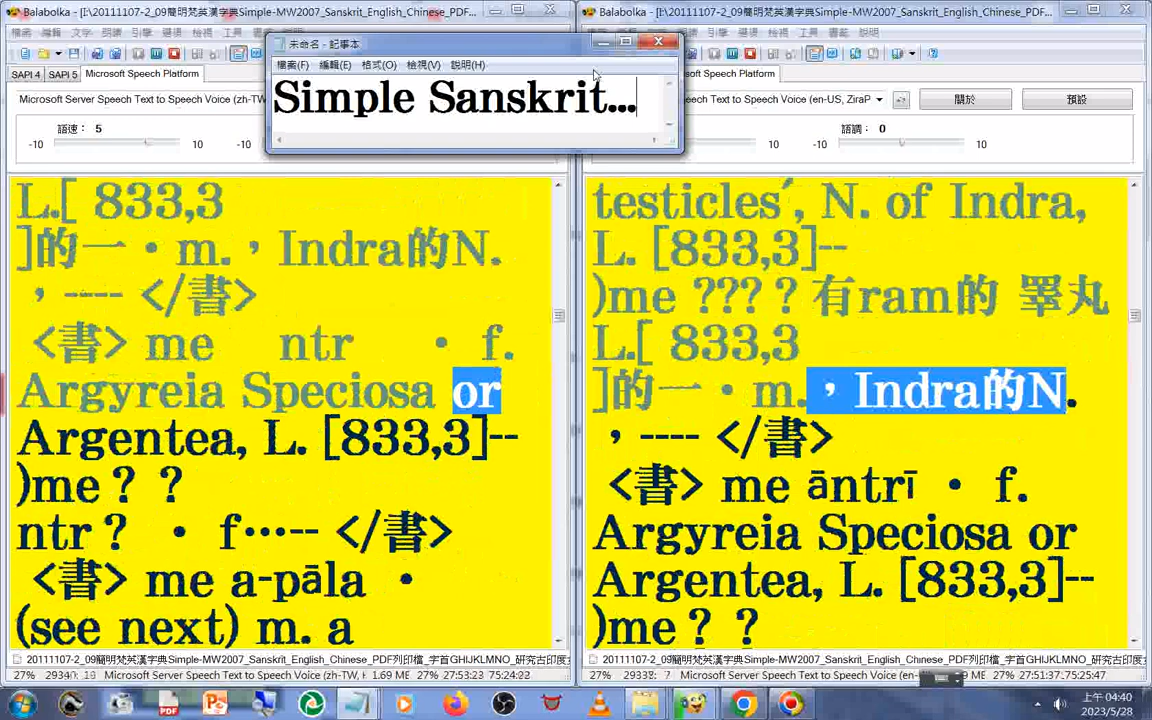 Balabolka - [I:\20111107-2_09簡明梵英漢字典Simple-MW2007_Sanskrit_English_Chinese_PDF...
Balabolka - [I:\20111107-2_09簡明梵英漢字典Simple-MW2007_Sanskrit_English_Chinese_PDF...
未命名 - 記事本
檔案(F) 編輯(E) 格式(O) 檢視(V) 說明(H)
Simple Sanskrit...
SAPI 4 SAPI 5 Microsoft Speech Platform
Speech Platform
Microsoft Server Speech Text to Speech Voice (zh-TW
eech Text to Speech Voice (en-US, ZiraP
關於 預設
語速： 5
-10 10 -10
語調： 0
10 -10 10
L.[ 833,3
]的一‧m.，Indra的N.
，---- </書>
<書> me ntr ‧ f.
Argyreia Speciosa or
Argentea, L. [833,3]--
)me？ ？
ntr？ ‧ f…-- </書>
<書> me a-pāla ‧
(see next) m. a
testicles′, N. of Indra,
L. [833,3]--
)me ???？有ram的 睪丸
L.[ 833,3
]的一‧m.，Indra的N.
，---- </書>
<書> me āntrī ‧ f.
Argyreia Speciosa or
Argentea, L. [833,3]--
)me？ ？
20111107-2_09簡明梵英漢字典Simple-MW2007_Sanskrit_English_Chinese_PDF列印檔_字首GHIJKLMNO_研究古印度
20111107-2_09簡明梵英漢字典Simple-MW2007_Sanskrit_English_Chinese_PDF列印檔_字首GHIJKLMNO_研究古印度
27% Microsoft Server Speech Text to Speech Voice (zh-TW, 1.69 ME 27% 27:53:23 75:24:22
27% Microsoft Server Speech Text to Speech Voice 27% 27:51:37 75:25:47
上午 04:40
2023/5/28